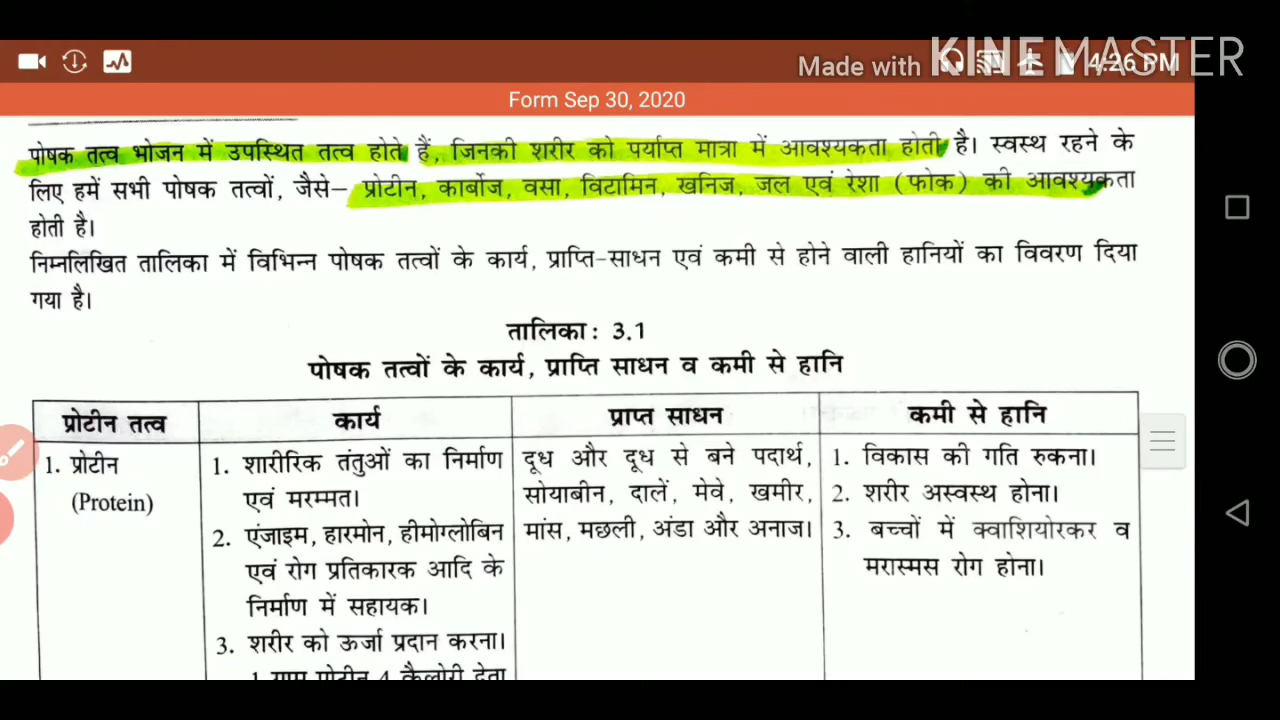 Made with KINEMASTER
4:26 PM
Form Sep 30, 2020
पोषक तत्व भोजन में उपस्थित तत्व होते हैं, जिनकी शरीर को पर्याप्त मात्रा में आवश्यकता होती है। स्वस्थ रहने के
लिए हमें सभी पोषक तत्वों, जैसे– प्रोटीन, कार्बोज, वसा, विटामिन, खनिज, जल एवं रेशा (फोक) की आवश्यकता
होती है।
निम्नलिखित तालिका में विभिन्न पोषक तत्वों के कार्य, प्राप्ति-साधन एवं कमी से होने वाली हानियों का विवरण दिया
गया है।
तालिका: 3.1
पोषक तत्वों के कार्य, प्राप्ति साधन व कमी से हानि
प्रोटीन तत्व कार्य प्राप्त साधन कमी से हानि
1. प्रोटीन
(Protein)
1. शारीरिक तंतुओं का निर्माण
एवं मरम्मत।
2. एंजाइम, हारमोन, हीमोग्लोबिन
एवं रोग प्रतिकारक आदि के
निर्माण में सहायक।
3. शरीर को ऊर्जा प्रदान करना।
1 ग्राम प्रोटीन 4 कैलोरी देता
दूध और दूध से बने पदार्थ,
सोयाबीन, दालें, मेवे, खमीर,
मांस, मछली, अंडा और अनाज।
1. विकास की गति रुकना।
2. शरीर अस्वस्थ होना।
3. बच्चों में क्वाशियोरकर व
मरास्मस रोग होना।